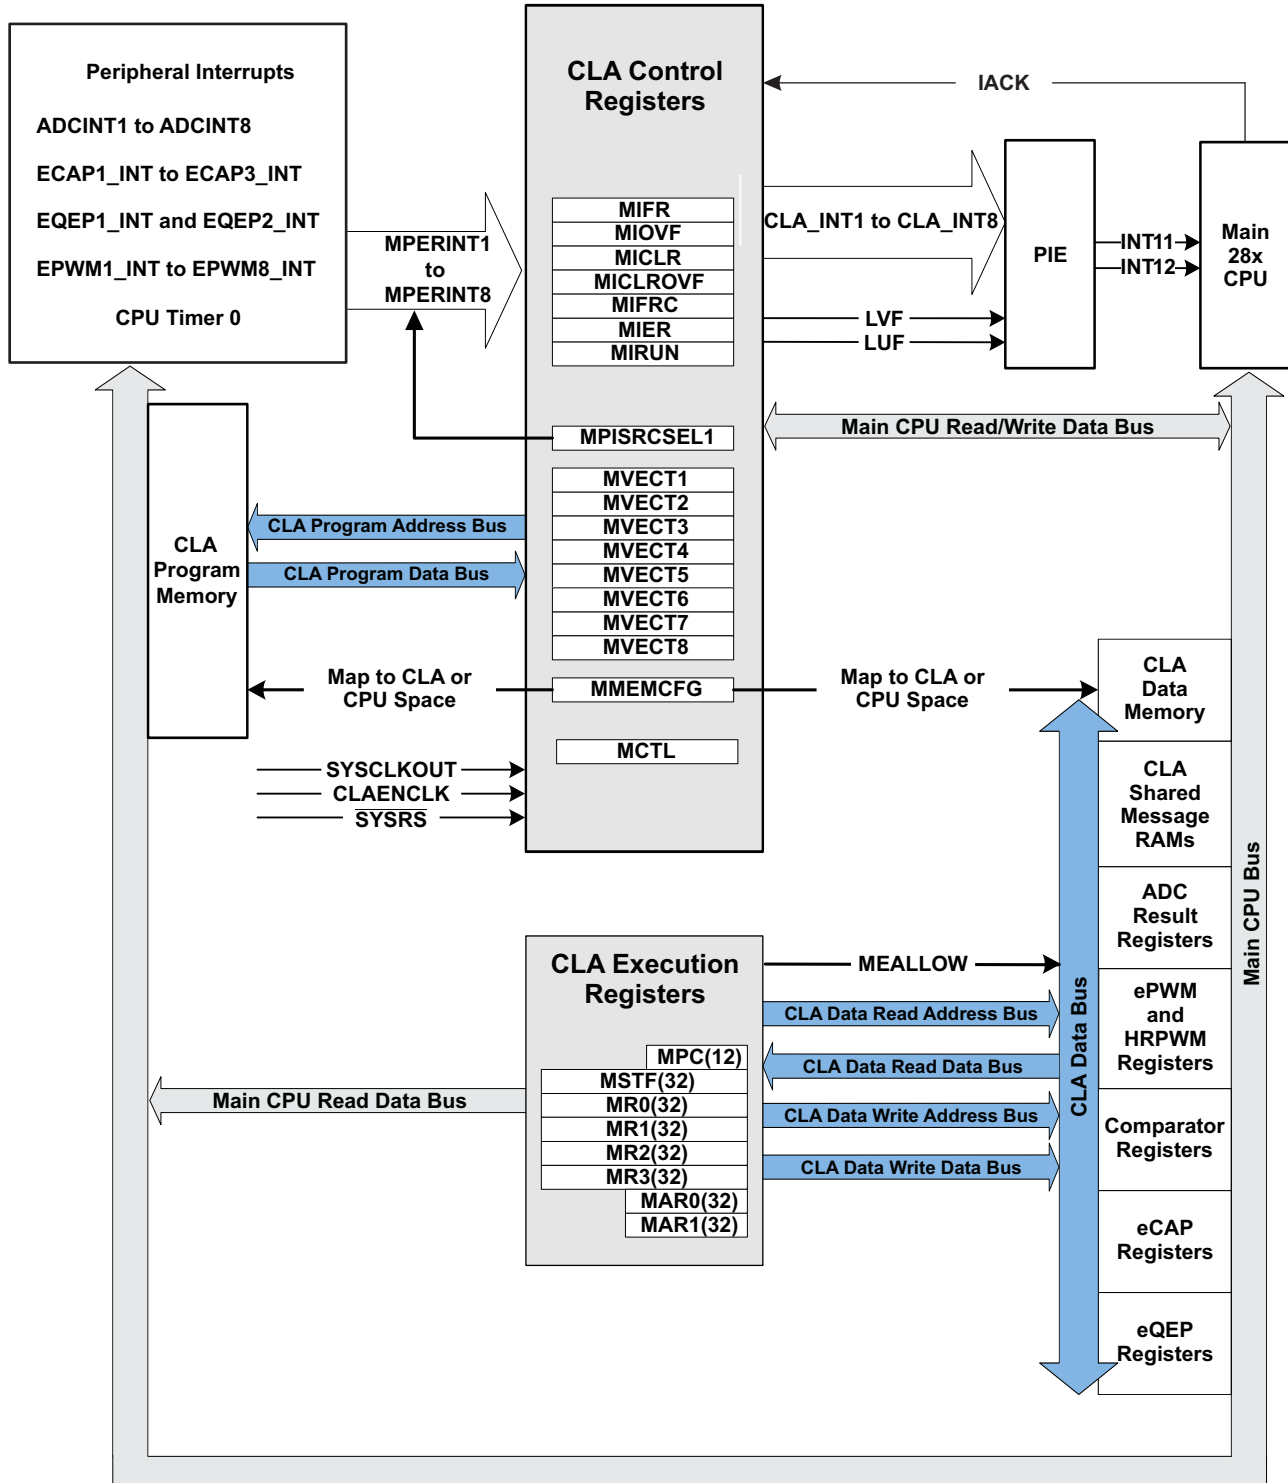 Peripheral Interrupts
ADCINT1 to ADCINT8
ECAP1_INT to ECAP3_INT
EQEP1_INT and EQEP2_INT
EPWM1_INT to EPWM8_INT
CPU Timer 0
MPERINT1
to
MPERINT8
CLA Control
Registers
MIFR
MIOVF
MICLR
MICLROVF
MIFRC
MIER
MIRUN
MPISRCSEL1
MVECT1
MVECT2
MVECT3
MVECT4
MVECT5
MVECT6
MVECT7
MVECT8
MMEMCFG
MCTL
IACK
CLA_INT1 to CLA_INT8
LVF
LUF
PIE
INT11
INT12
Main
28x
CPU
Main CPU Read/Write Data Bus
CLA Program Address Bus
CLA Program Data Bus
CLA
Program
Memory
Map to CLA or
CPU Space
Map to CLA or
CPU Space
SYSCLKOUT
CLAENCLK
SYSRS
CLA
Data
Memory
CLA
Shared
Message
RAMs
ADC
Result
Registers
ePWM
and
HRPWM
Registers
Comparator
Registers
eCAP
Registers
eQEP
Registers
Main CPU Bus
CLA Data Bus
CLA Execution
Registers
MPC(12)
MSTF(32)
MR0(32)
MR1(32)
MR2(32)
MR3(32)
MAR0(32)
MAR1(32)
MEALLOW
CLA Data Read Address Bus
CLA Data Read Data Bus
CLA Data Write Address Bus
CLA Data Write Data Bus
Main CPU Read Data Bus